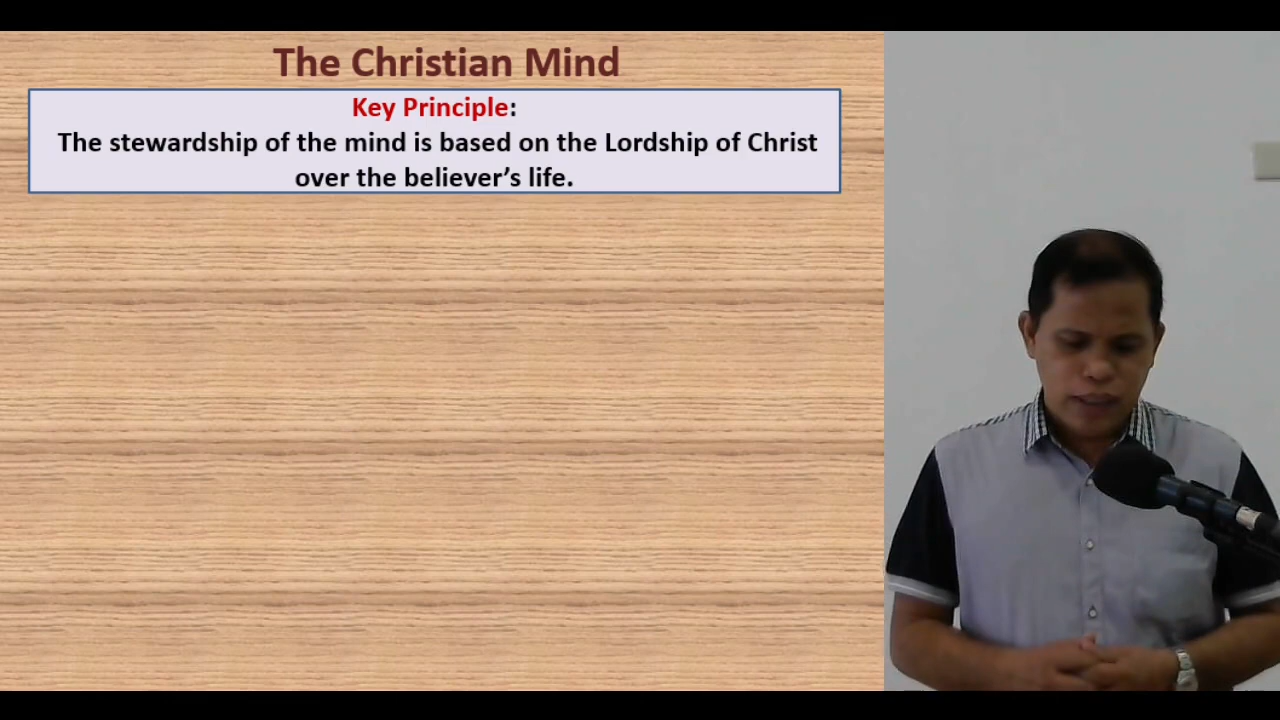 The Christian Mind
Key Principle:
The stewardship of the mind is based on the Lordship of Christ
over the believer’s life.